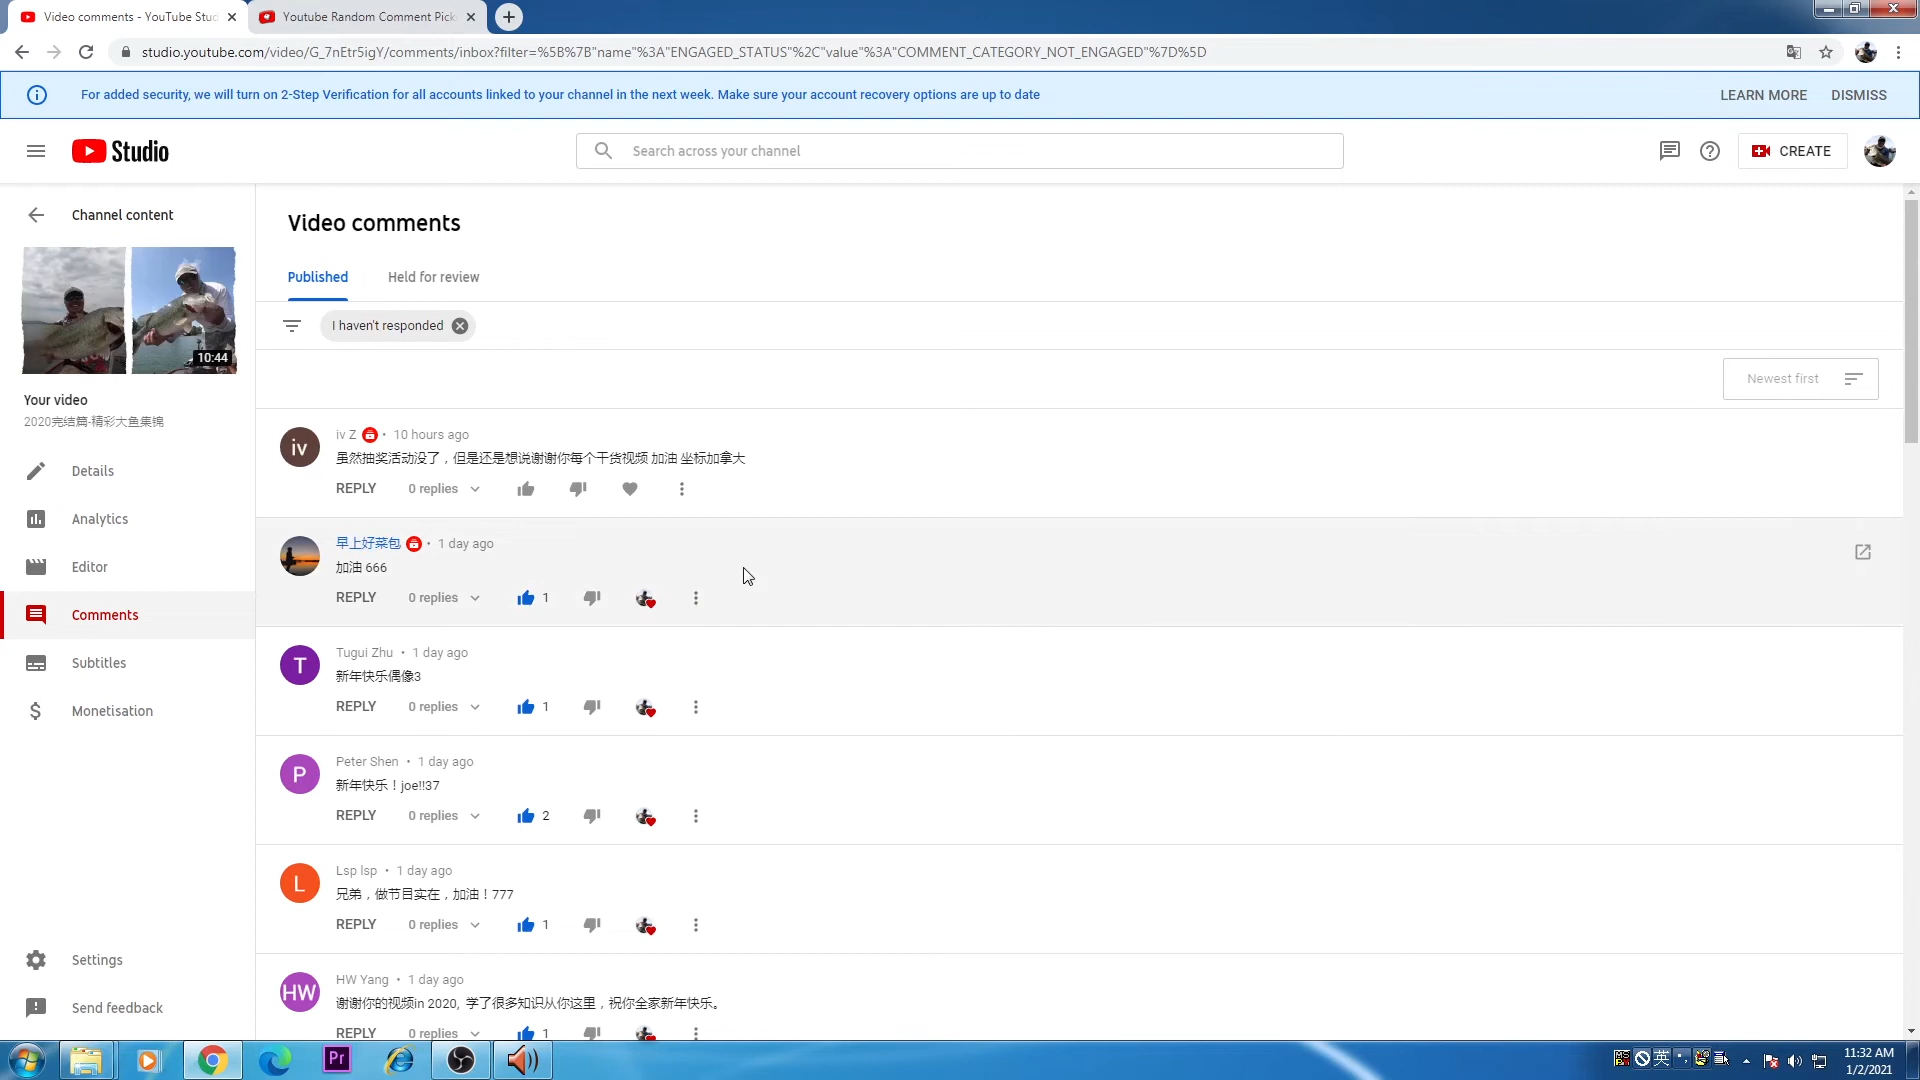 Video comments - YouTube Stud
Youtube Random Comment Pick
studio.youtube.com/video/G_7nEtr5igY/comments/inbox?filter=%5B%7B"name"%3A"ENGAGED_STATUS"%2C"value"%3A"COMMENT_CATEGORY_NOT_ENGAGED"%7D%5D
For added security, we will turn on 2-Step Verification for all accounts linked to your channel in the next week. Make sure your account recovery options are up to date
LEARN MORE
DISMISS
Studio
Search across your channel
CREATE
Channel content
10:44
Your video
2020完结篇-精彩大鱼集锦
Details
Analytics
Editor
Comments
Subtitles
Monetisation
Settings
Send feedback
Video comments
Published
Held for review
I haven't responded
Newest first
iv
iv Z • 10 hours ago
虽然抽奖活动没了，但是还是想说谢谢你每个干货视频 加油 坐标加拿大
REPLY 0 replies
早上好菜包 • 1 day ago
加油 666
REPLY 0 replies 1
T
Tugui Zhu • 1 day ago
新年快乐偶像3
REPLY 0 replies 1
P
Peter Shen • 1 day ago
新年快乐！joe!!37
REPLY 0 replies 2
L
Lsp lsp • 1 day ago
兄弟，做节目实在，加油！777
REPLY 0 replies 1
HW
HW Yang • 1 day ago
谢谢你的视频in 2020, 学了很多知识从你这里，祝你全家新年快乐。
REPLY 0 replies 1
Pr
英
11:32 AM
1/2/2021